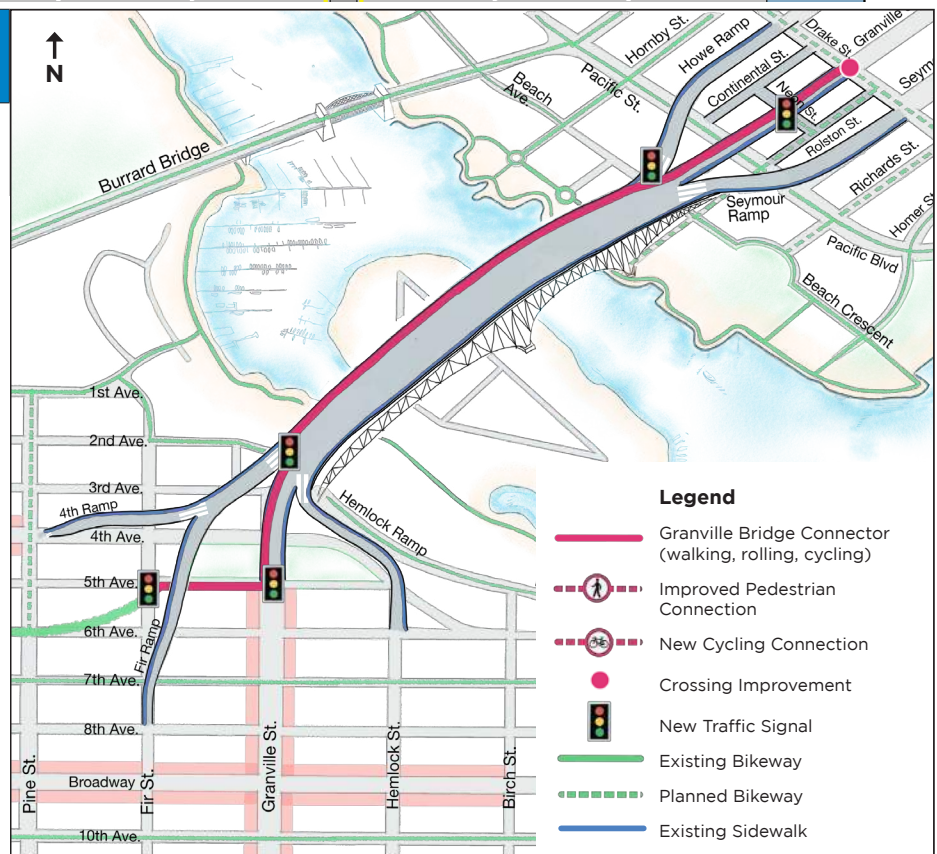 N
Burrard Bridge
Hornby St.
Howe Ramp
Drake St.
Granville
Continental St.
Beach
Ave.
Pacific St.
Neon St.
Rolston St.
Richards St.
Seymour
Ramp
Homer St
Pacific Blvd
Beach Crescent
1st Ave.
2nd Ave.
3rd Ave.
4th Ramp
4th Ave.
Hemlock Ramp
5th Ave.
6th Ave.
Fir Ramp
7th Ave.
8th Ave.
Broadway
10th Ave.
Pine St.
Fir St.
Granville St.
Hemlock St.
Birch St.
Legend
Granville Bridge Connector
(walking, rolling, cycling)
Improved Pedestrian
Connection
New Cycling Connection
Crossing Improvement
New Traffic Signal
Existing Bikeway
Planned Bikeway
Existing Sidewalk